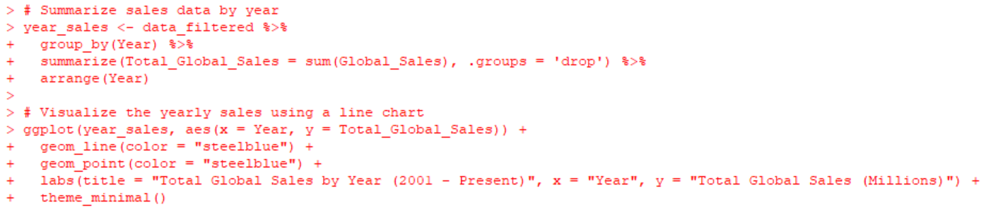 > # Summarize sales data by year
> year_sales <- data_filtered %>%
+   group_by(Year) %>%
+   summarize(Total_Global_Sales = sum(Global_Sales), .groups = 'drop') %>%
+   arrange(Year)
>
> # Visualize the yearly sales using a line chart
> ggplot(year_sales, aes(x = Year, y = Total_Global_Sales)) +
+   geom_line(color = "steelblue") +
+   geom_point(color = "steelblue") +
+   labs(title = "Total Global Sales by Year (2001 - Present)", x = "Year", y = "Total Global Sales (Millions)") +
+   theme_minimal()